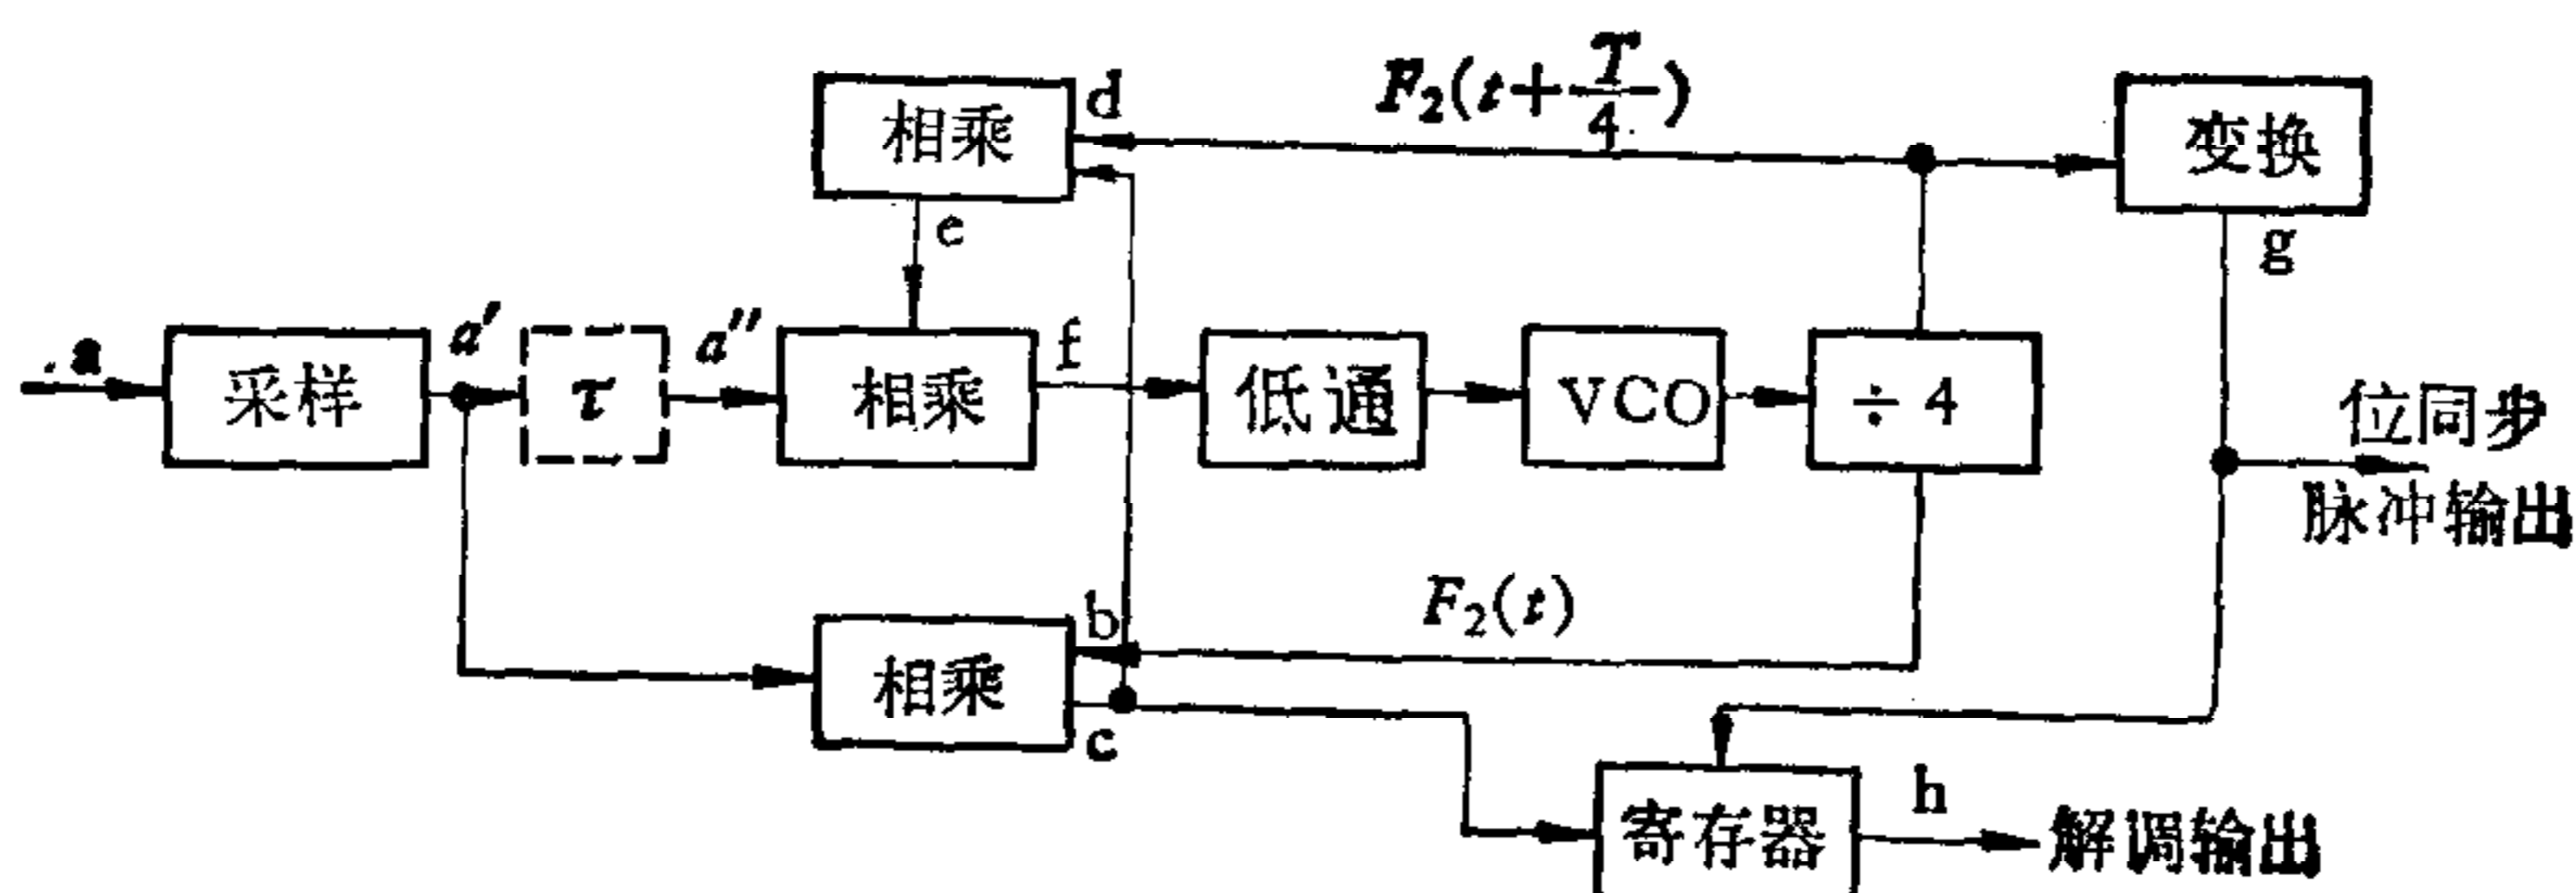 F₂(t+T/4)
相乘
d
变换
e
g
a
采样
a′
τ
a″
相乘
f
低通
VCO
÷ 4
位同步
脉冲输出
F₂(t)
b
相乘
c
寄存器
h
解调输出